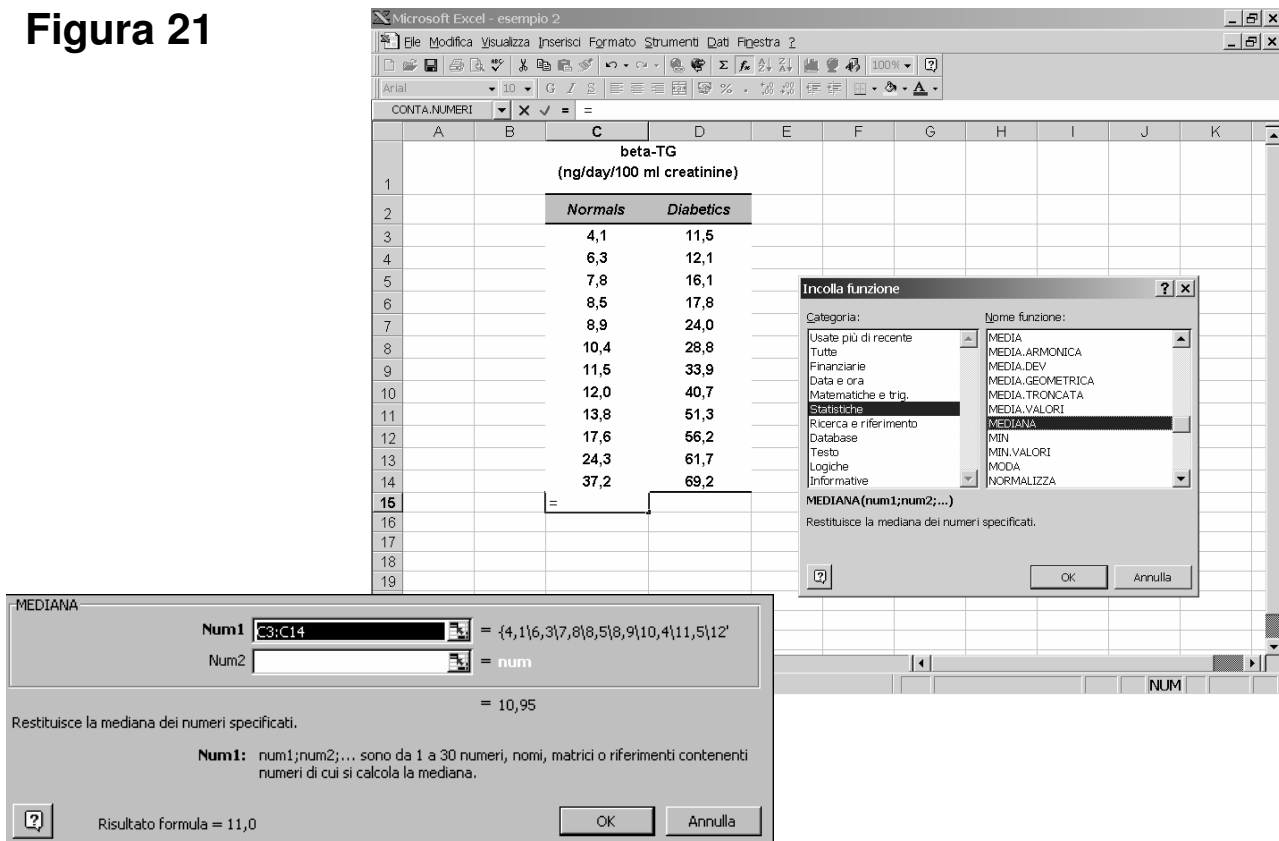 Figura 21
Microsoft Excel - esempio 2
File Modifica Visualizza Inserisci Formato Strumenti Dati Finestra ?
100%
Arial 10 G I S
CONTA.NUMERI = =
A B C D E F G H I J K
beta-TG
1 (ng/day/100 ml creatinine)
2 Normals Diabetics
3 4,1 11,5
4 6,3 12,1
5 7,8 16,1
6 8,5 17,8
7 8,9 24,0
8 10,4 28,8
9 11,5 33,9
10 12,0 40,7
11 13,8 51,3
12 17,6 56,2
13 24,3 61,7
14 37,2 69,2
15 =
16
17
18
19
Incolla funzione
Categoria: Nome funzione:
Usate più di recente MEDIA
Tutte MEDIA.ARMONICA
Finanziarie MEDIA.DEV
Data e ora MEDIA.GEOMETRICA
Matematiche e trig. MEDIA.TRONCATA
Statistiche MEDIA.VALORI
Ricerca e riferimento MEDIANA
Database MIN
Testo MIN.VALORI
Logiche MODA
Informative NORMALIZZA
MEDIANA(num1;num2;...)
Restituisce la mediana dei numeri specificati.
OK Annulla
NUM
MEDIANA
Num1 C3:C14 = {4,1\6,3\7,8\8,5\8,9\10,4\11,5\12'
Num2 = num
= 10,95
Restituisce la mediana dei numeri specificati.
Num1: num1;num2;... sono da 1 a 30 numeri, nomi, matrici o riferimenti contenenti
numeri di cui si calcola la mediana.
Risultato formula = 11,0 OK Annulla